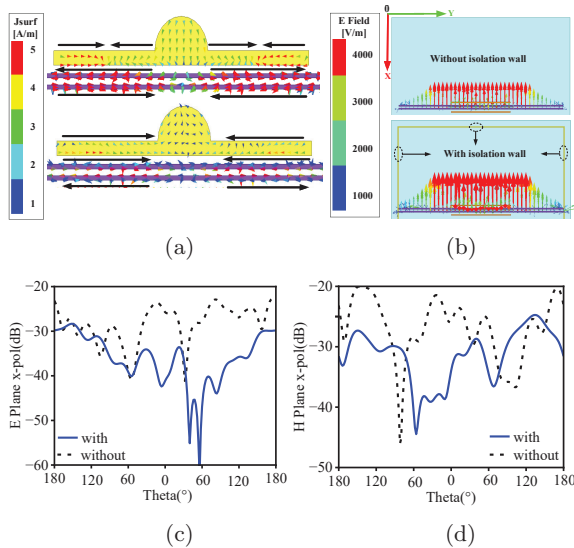 Jsurf
[A/m]
5
4
3
2
1
(a)
0
Y
X
E Field
[V/m]
4000
3000
2000
1000
Without isolation wall
With isolation wall
(b)
E Plane x-pol(dB)
−20
−30
−40
−50
−60
180 120 60 0 60 120 180
Theta(°)
with
without
(c)
H Plane x-pol(dB)
−20
−30
−40
−50
180 120 60 0 60 120 180
Theta(°)
with
without
(d)